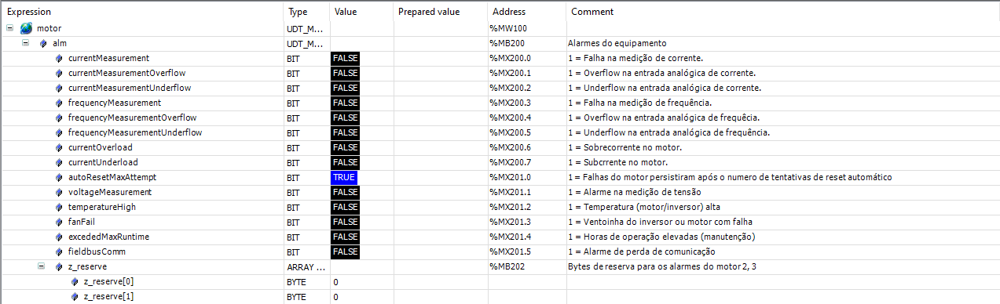 Expression Type Value Prepared value Address Comment
motor UDT_M... %MW100
alm UDT_M... %MB200 Alarmes do equipamento
currentMeasurement BIT FALSE %MX200.0 1 = Falha na medição de corrente.
currentMeasurementOverflow BIT FALSE %MX200.1 1 = Overflow na entrada analógica de corrente.
currentMeasurementUnderflow BIT FALSE %MX200.2 1 = Underflow na entrada analógica de corrente.
frequencyMeasurement BIT FALSE %MX200.3 1 = Falha na medição de frequência.
frequencyMeasurementOverflow BIT FALSE %MX200.4 1 = Overflow na entrada analógica de frequêcia.
frequencyMeasurementUnderflow BIT FALSE %MX200.5 1 = Underflow na entrada analógica de frequência.
currentOverload BIT FALSE %MX200.6 1 = Sobrecorrente no motor.
currentUnderload BIT FALSE %MX200.7 1 = Subcrrente no motor.
autoResetMaxAttempt BIT TRUE %MX201.0 1 = Falhas do motor persistiram após o numero de tentativas de reset automático
voltageMeasurement BIT FALSE %MX201.1 1 = Alarme na medição de tensão
temperatureHigh BIT FALSE %MX201.2 1 = Temperatura (motor/inversor) alta
fanFail BIT FALSE %MX201.3 1 = Ventoinha do inversor ou motor com falha
excededMaxRuntime BIT FALSE %MX201.4 1 = Horas de operação elevadas (manutenção)
fieldbusComm BIT FALSE %MX201.5 1 = Alarme de perda de comunicação
z_reserve ARRAY ... %MB202 Bytes de reserva para os alarmes do motor 2, 3
z_reserve[0] BYTE 0
z_reserve[1] BYTE 0